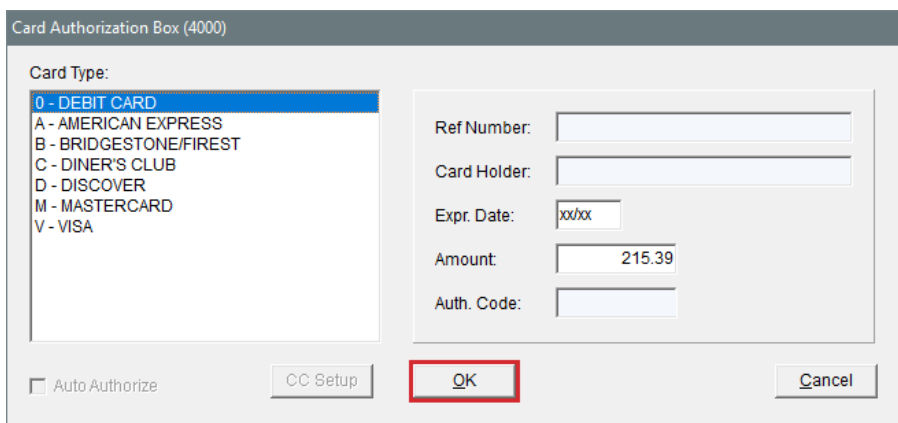 Card Authorization Box (4000)
Card Type:
0 - DEBIT CARD
A - AMERICAN EXPRESS
B - BRIDGESTONE/FIREST
C - DINER'S CLUB
D - DISCOVER
M - MASTERCARD
V - VISA
Ref Number:
Card Holder:
Expr. Date: xx/xx
Amount: 215.39
Auth. Code:
Auto Authorize
CC Setup
OK
Cancel